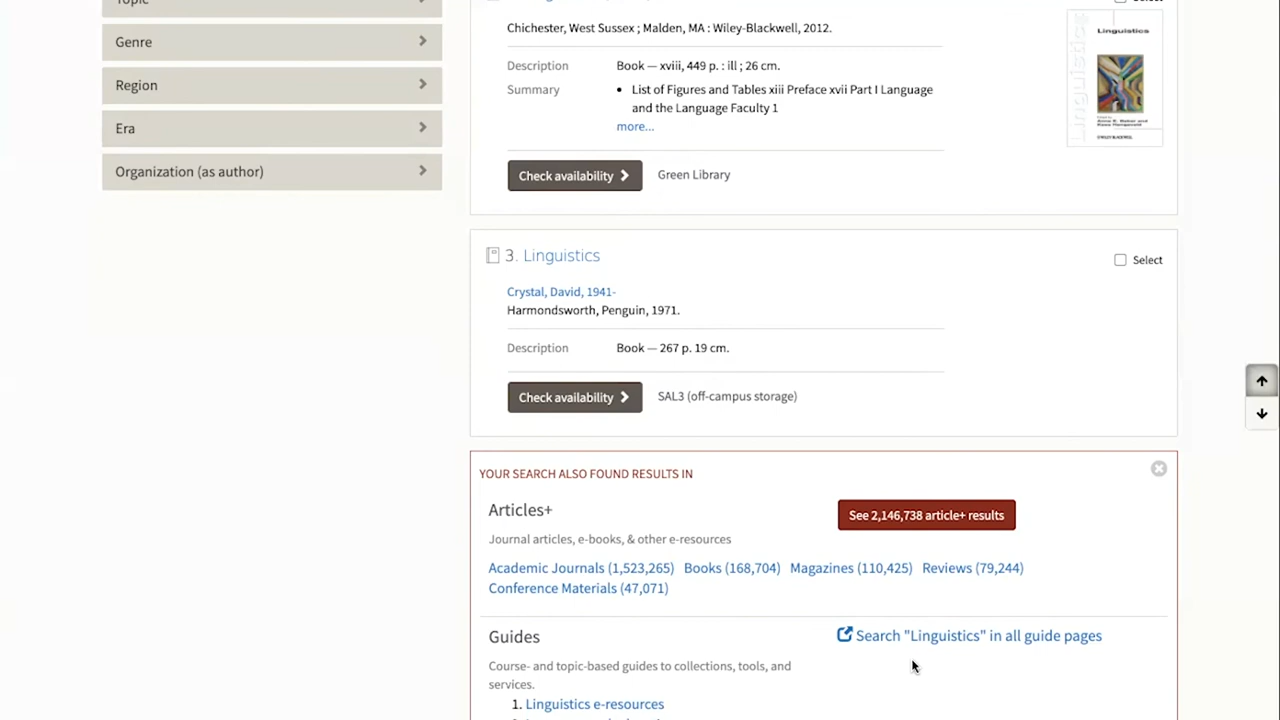 Genre
Region
Era
Organization (as author)
Chichester, West Sussex ; Malden, MA : Wiley-Blackwell, 2012.
Description Book — xviii, 449 p. : ill ; 26 cm.
Summary • List of Figures and Tables xiii Preface xvii Part I Language
and the Language Faculty 1
more...
Check availability Green Library
Linguistics
3. Linguistics
Select
Crystal, David, 1941-
Harmondsworth, Penguin, 1971.
Description Book — 267 p. 19 cm.
Check availability SAL3 (off-campus storage)
YOUR SEARCH ALSO FOUND RESULTS IN
Articles+
See 2,146,738 article+ results
Journal articles, e-books, & other e-resources
Academic Journals (1,523,265) Books (168,704) Magazines (110,425) Reviews (79,244)
Conference Materials (47,071)
Guides
Search "Linguistics" in all guide pages
Course- and topic-based guides to collections, tools, and
services.
1. Linguistics e-resources